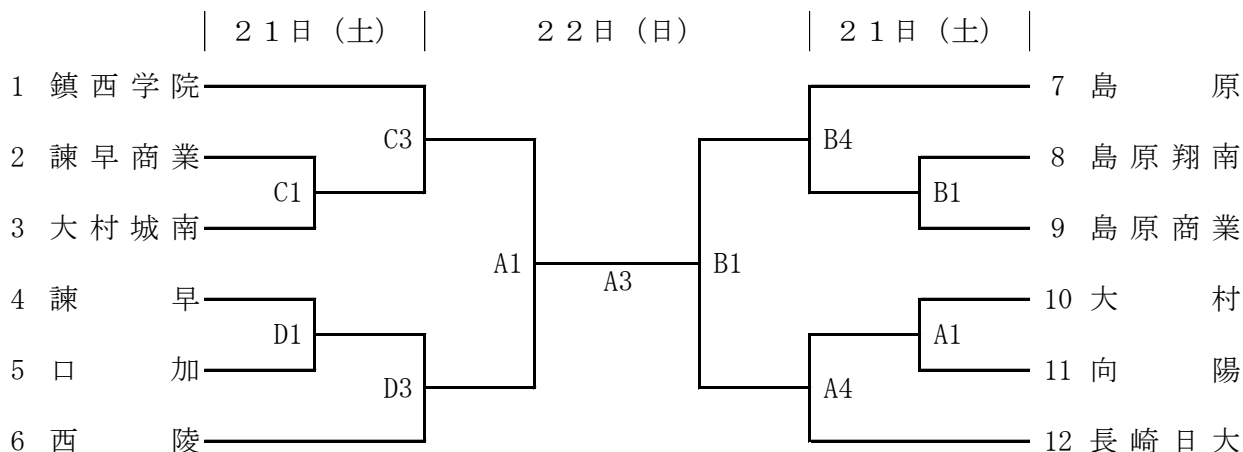 21日(土) 22日(日) 21日(土)
1 鎮西学院 7 島原
C3 B4
2 諫早商業 8 島原翔南
C1 B1
3 大村城南 9 島原商業
A1 A3 B1
4 諫早 10 大村
D1 A1
5 口加 11 向陽
D3 A4
6 西陵 12 長崎日大